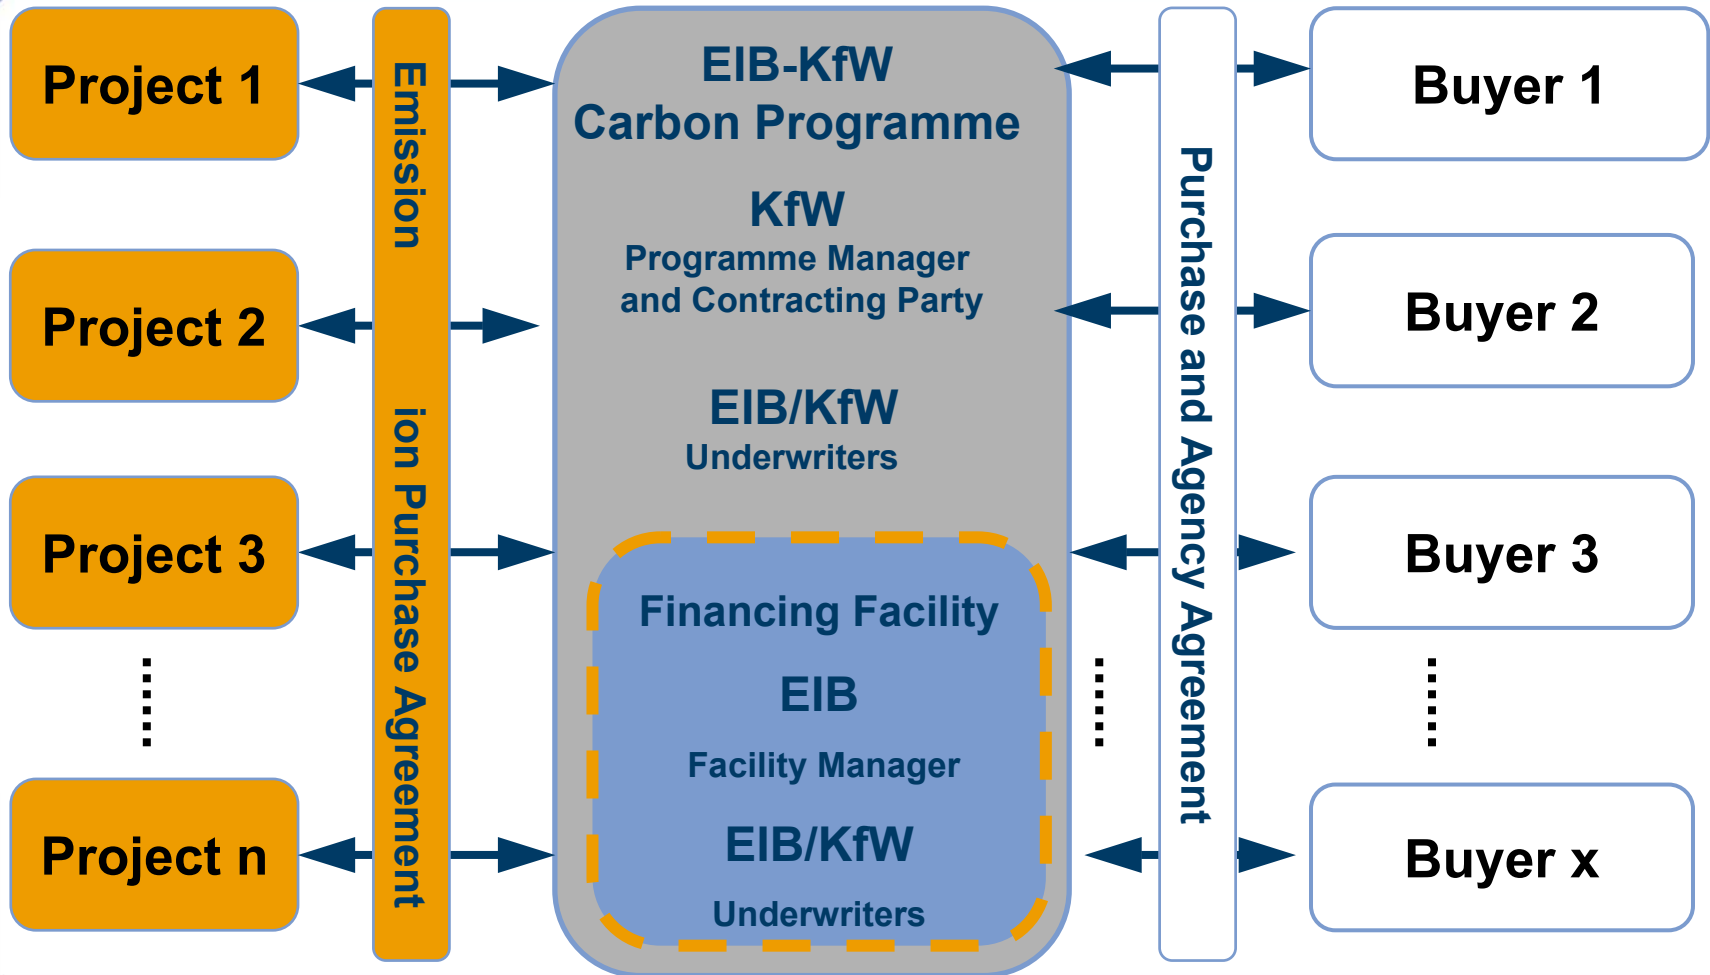 Project 1
Project 2
Project 3
Project n
Emission
ion Purchase Agreement
EIB-KfW
Carbon Programme
KfW
Programme Manager
and Contracting Party
EIB/KfW
Underwriters
Financing Facility
EIB
Facility Manager
EIB/KfW
Underwriters
Purchase and Agency Agreement
Buyer 1
Buyer 2
Buyer 3
Buyer x